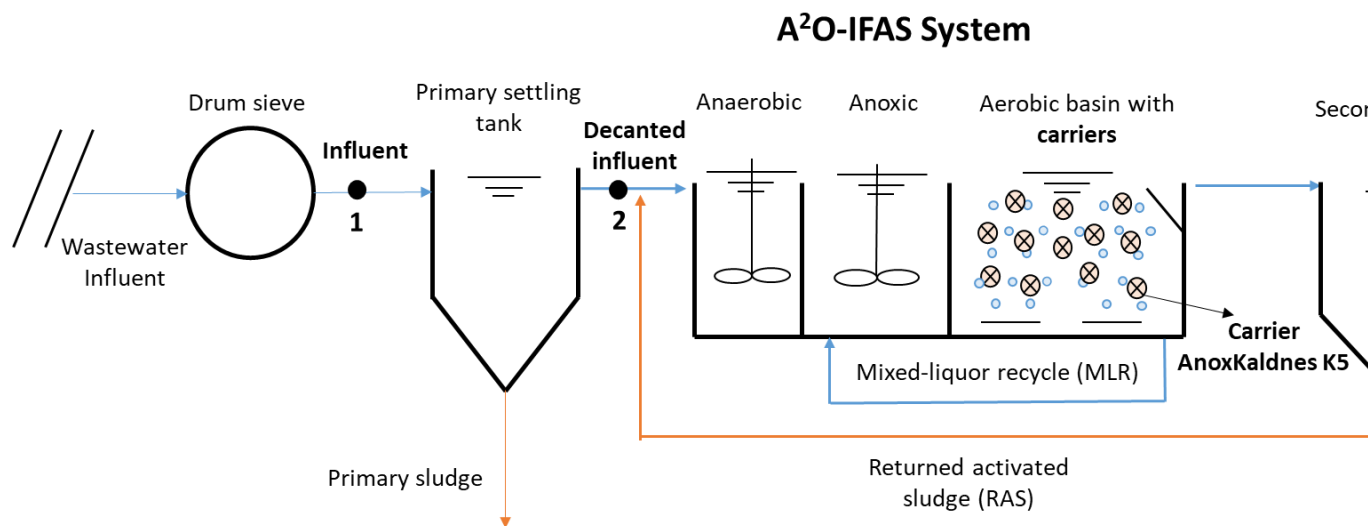 A²O-IFAS System
Drum sieve
Primary settling
tank
Anaerobic
Anoxic
Aerobic basin with
carriers
Secon
Influent
Decanted
influent
1
2
Wastewater
Influent
Carrier
AnoxKaldnes K5
Mixed-liquor recycle (MLR)
Primary sludge
Returned activated
sludge (RAS)